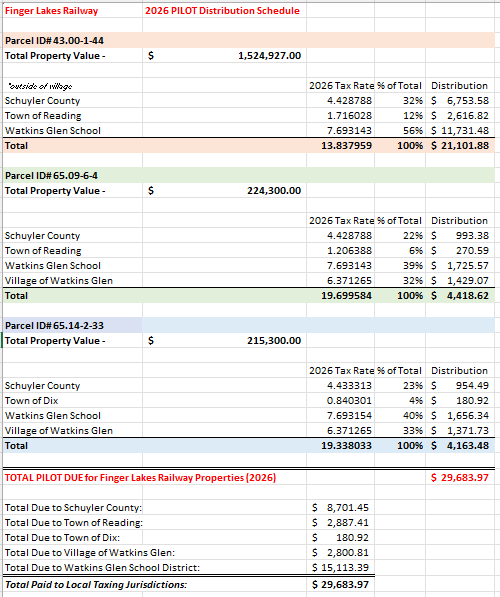 Finger Lakes Railway 2026 PILOT Distribution Schedule
Parcel ID# 43.00-1-44
Total Property Value - $ 1,524,927.00
*outside of village 2026 Tax Rate % of Total Distribution
Schuyler County 4.428788 32% $ 6,753.58
Town of Reading 1.716028 12% $ 2,616.82
Watkins Glen School 7.693143 56% $ 11,731.48
Total 13.837959 100% $ 21,101.88
Parcel ID# 65.09-6-4
Total Property Value - $ 224,300.00
2026 Tax Rate % of Total Distribution
Schuyler County 4.428788 22% $ 993.38
Town of Reading 1.206388 6% $ 270.59
Watkins Glen School 7.693143 39% $ 1,725.57
Village of Watkins Glen 6.371265 32% $ 1,429.07
Total 19.699584 100% $ 4,418.62
Parcel ID# 65.14-2-33
Total Property Value - $ 215,300.00
2026 Tax Rate % of Total Distribution
Schuyler County 4.433313 23% $ 954.49
Town of Dix 0.840301 4% $ 180.92
Watkins Glen School 7.693154 40% $ 1,656.34
Village of Watkins Glen 6.371265 33% $ 1,371.73
Total 19.338033 100% $ 4,163.48
TOTAL PILOT DUE for Finger Lakes Railway Properties (2026) $ 29,683.97
Total Due to Schuyler County: $ 8,701.45
Total Due to Town of Reading: $ 2,887.41
Total Due to Town of Dix: $ 180.92
Total Due to Village of Watkins Glen: $ 2,800.81
Total Due to Watkins Glen School District: $ 15,113.39
Total Paid to Local Taxing Jurisdictions: $ 29,683.97